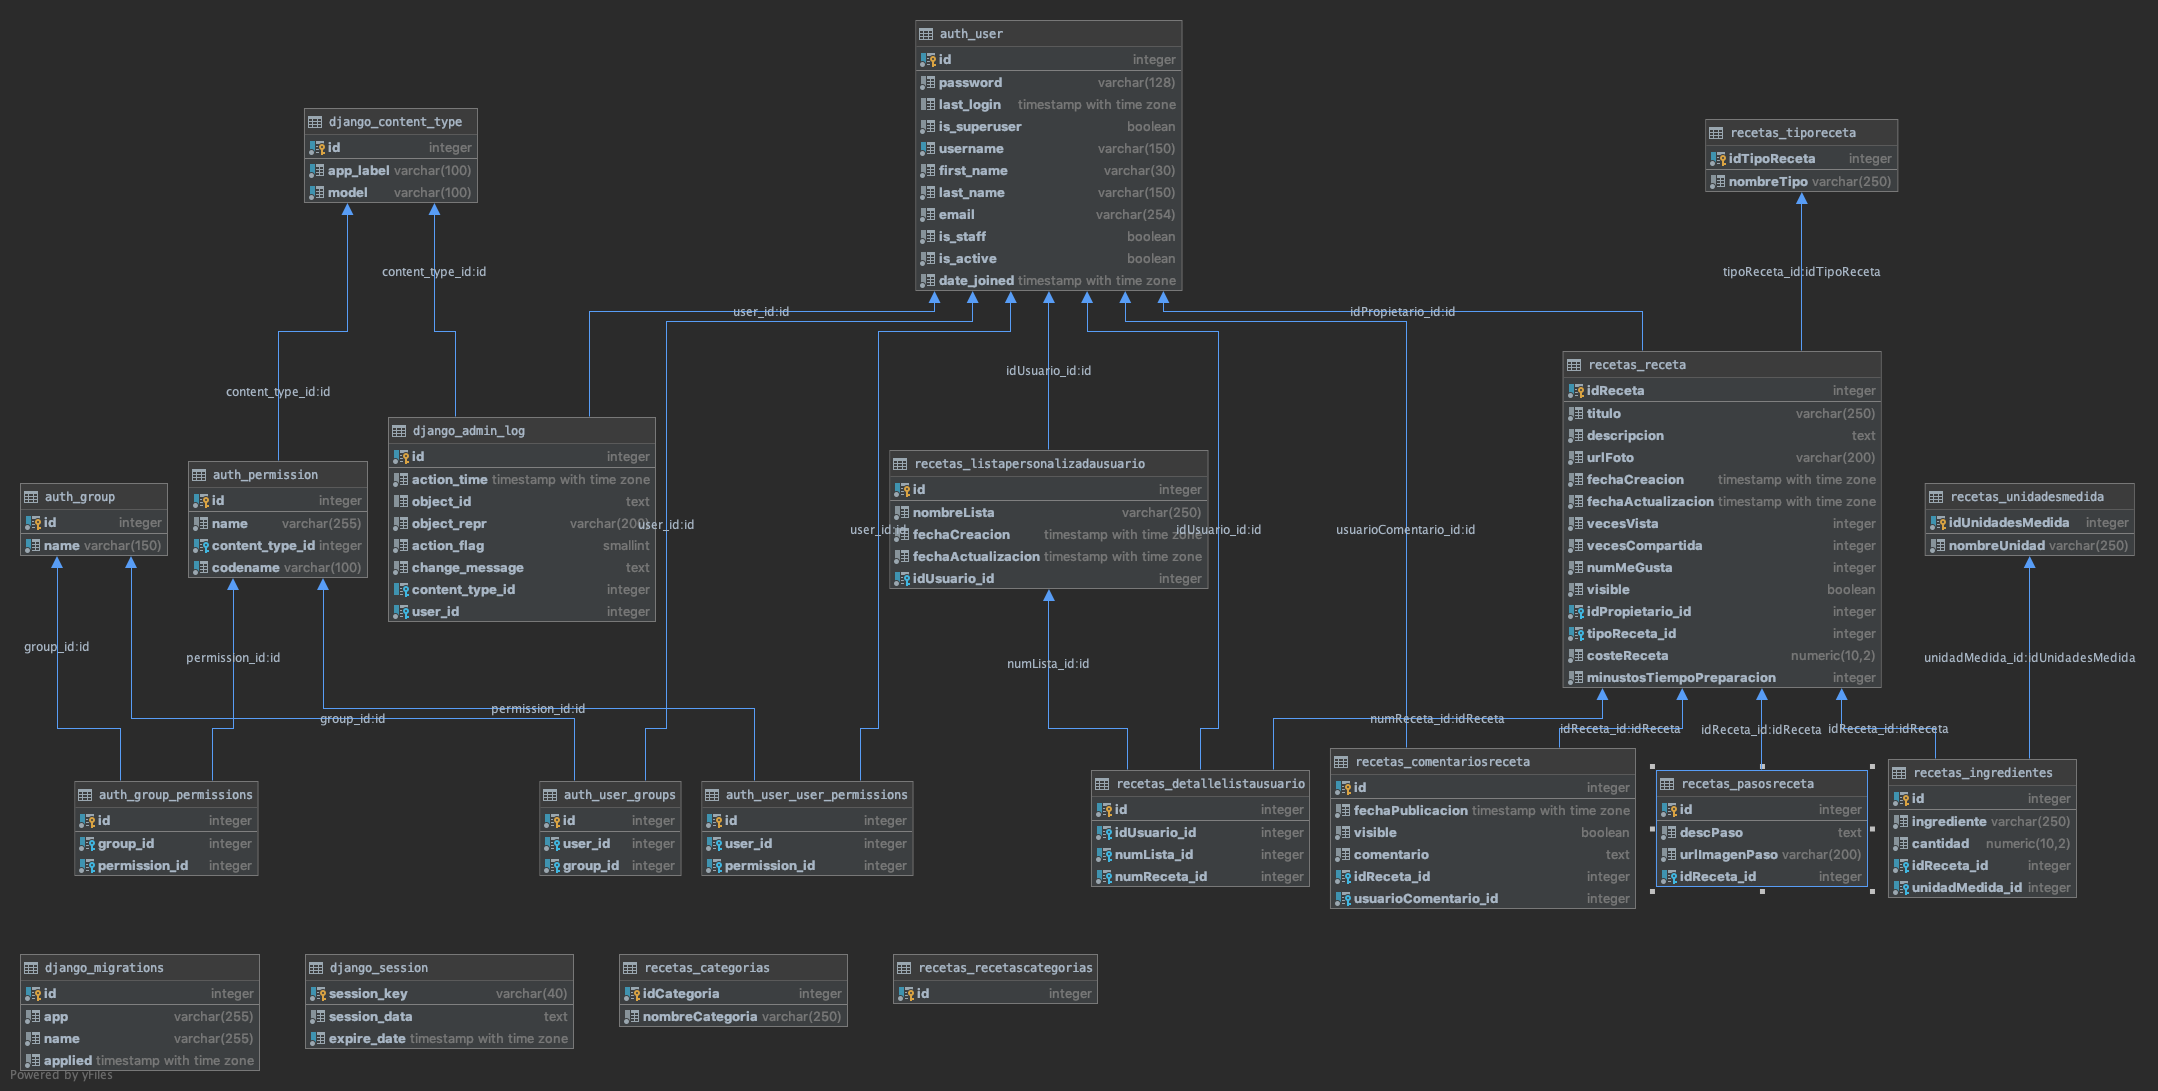 auth_user
id integer
password varchar(128)
last_login timestamp with time zone
is_superuser boolean
username varchar(150)
first_name varchar(30)
last_name varchar(150)
email varchar(254)
is_staff boolean
is_active boolean
date_joined timestamp with time zone
django_content_type
id integer
app_label varchar(100)
model varchar(100)
recetas_tiporeceta
idTipoReceta integer
nombreTipo varchar(250)
content_type_id:id
tipoReceta_id:idTipoReceta
user_id:id
idPropietario_id:id
idUsuario_id:id
content_type_id:id
recetas_receta
idReceta integer
titulo varchar(250)
descripcion text
urlFoto varchar(200)
fechaCreacion timestamp with time zone
fechaActualizacion timestamp with time zone
vecesVista integer
vecesCompartida integer
numMeGusta integer
visible boolean
idPropietario_id integer
tipoReceta_id integer
costeReceta numeric(10,2)
minustosTiempoPreparacion integer
django_admin_log
id integer
action_time timestamp with time zone
object_id text
object_repr varchar(200)
action_flag smallint
change_message text
content_type_id integer
user_id integer
auth_permission
id integer
name varchar(255)
content_type_id integer
codename varchar(100)
auth_group
id integer
name varchar(150)
recetas_listapersonalizadausuario
id integer
nombreLista varchar(250)
fechaCreacion timestamp with time zone
fechaActualizacion timestamp with time zone
idUsuario_id integer
recetas_unidadesmedida
idUnidadesMedida integer
nombreUnidad varchar(250)
user_id:id
user_id:id
idUsuario_id:id
usuarioComentario_id:id
group_id:id
permission_id:id
numLista_id:id
unidadMedida_id:idUnidadesMedida
permission_id:id
group_id:id
numReceta_id:idReceta
idReceta_id:idReceta
idReceta_id:idReceta
idReceta_id:idReceta
auth_group_permissions
id integer
group_id integer
permission_id integer
auth_user_groups
id integer
user_id integer
group_id integer
auth_user_user_permissions
id integer
user_id integer
permission_id integer
recetas_detallelistausuario
id integer
idUsuario_id integer
numLista_id integer
numReceta_id integer
recetas_comentariosreceta
id integer
fechaPublicacion timestamp with time zone
visible boolean
comentario text
idReceta_id integer
usuarioComentario_id integer
recetas_pasosreceta
id integer
descPaso text
urlImagenPaso varchar(200)
idReceta_id integer
recetas_ingredientes
id integer
ingrediente varchar(250)
cantidad numeric(10,2)
idReceta_id integer
unidadMedida_id integer
django_migrations
id integer
app varchar(255)
name varchar(255)
applied timestamp with time zone
django_session
session_key varchar(40)
session_data text
expire_date timestamp with time zone
recetas_categorias
idCategoria integer
nombreCategoria varchar(250)
recetas_recetascategorias
id integer
Powered by yFiles